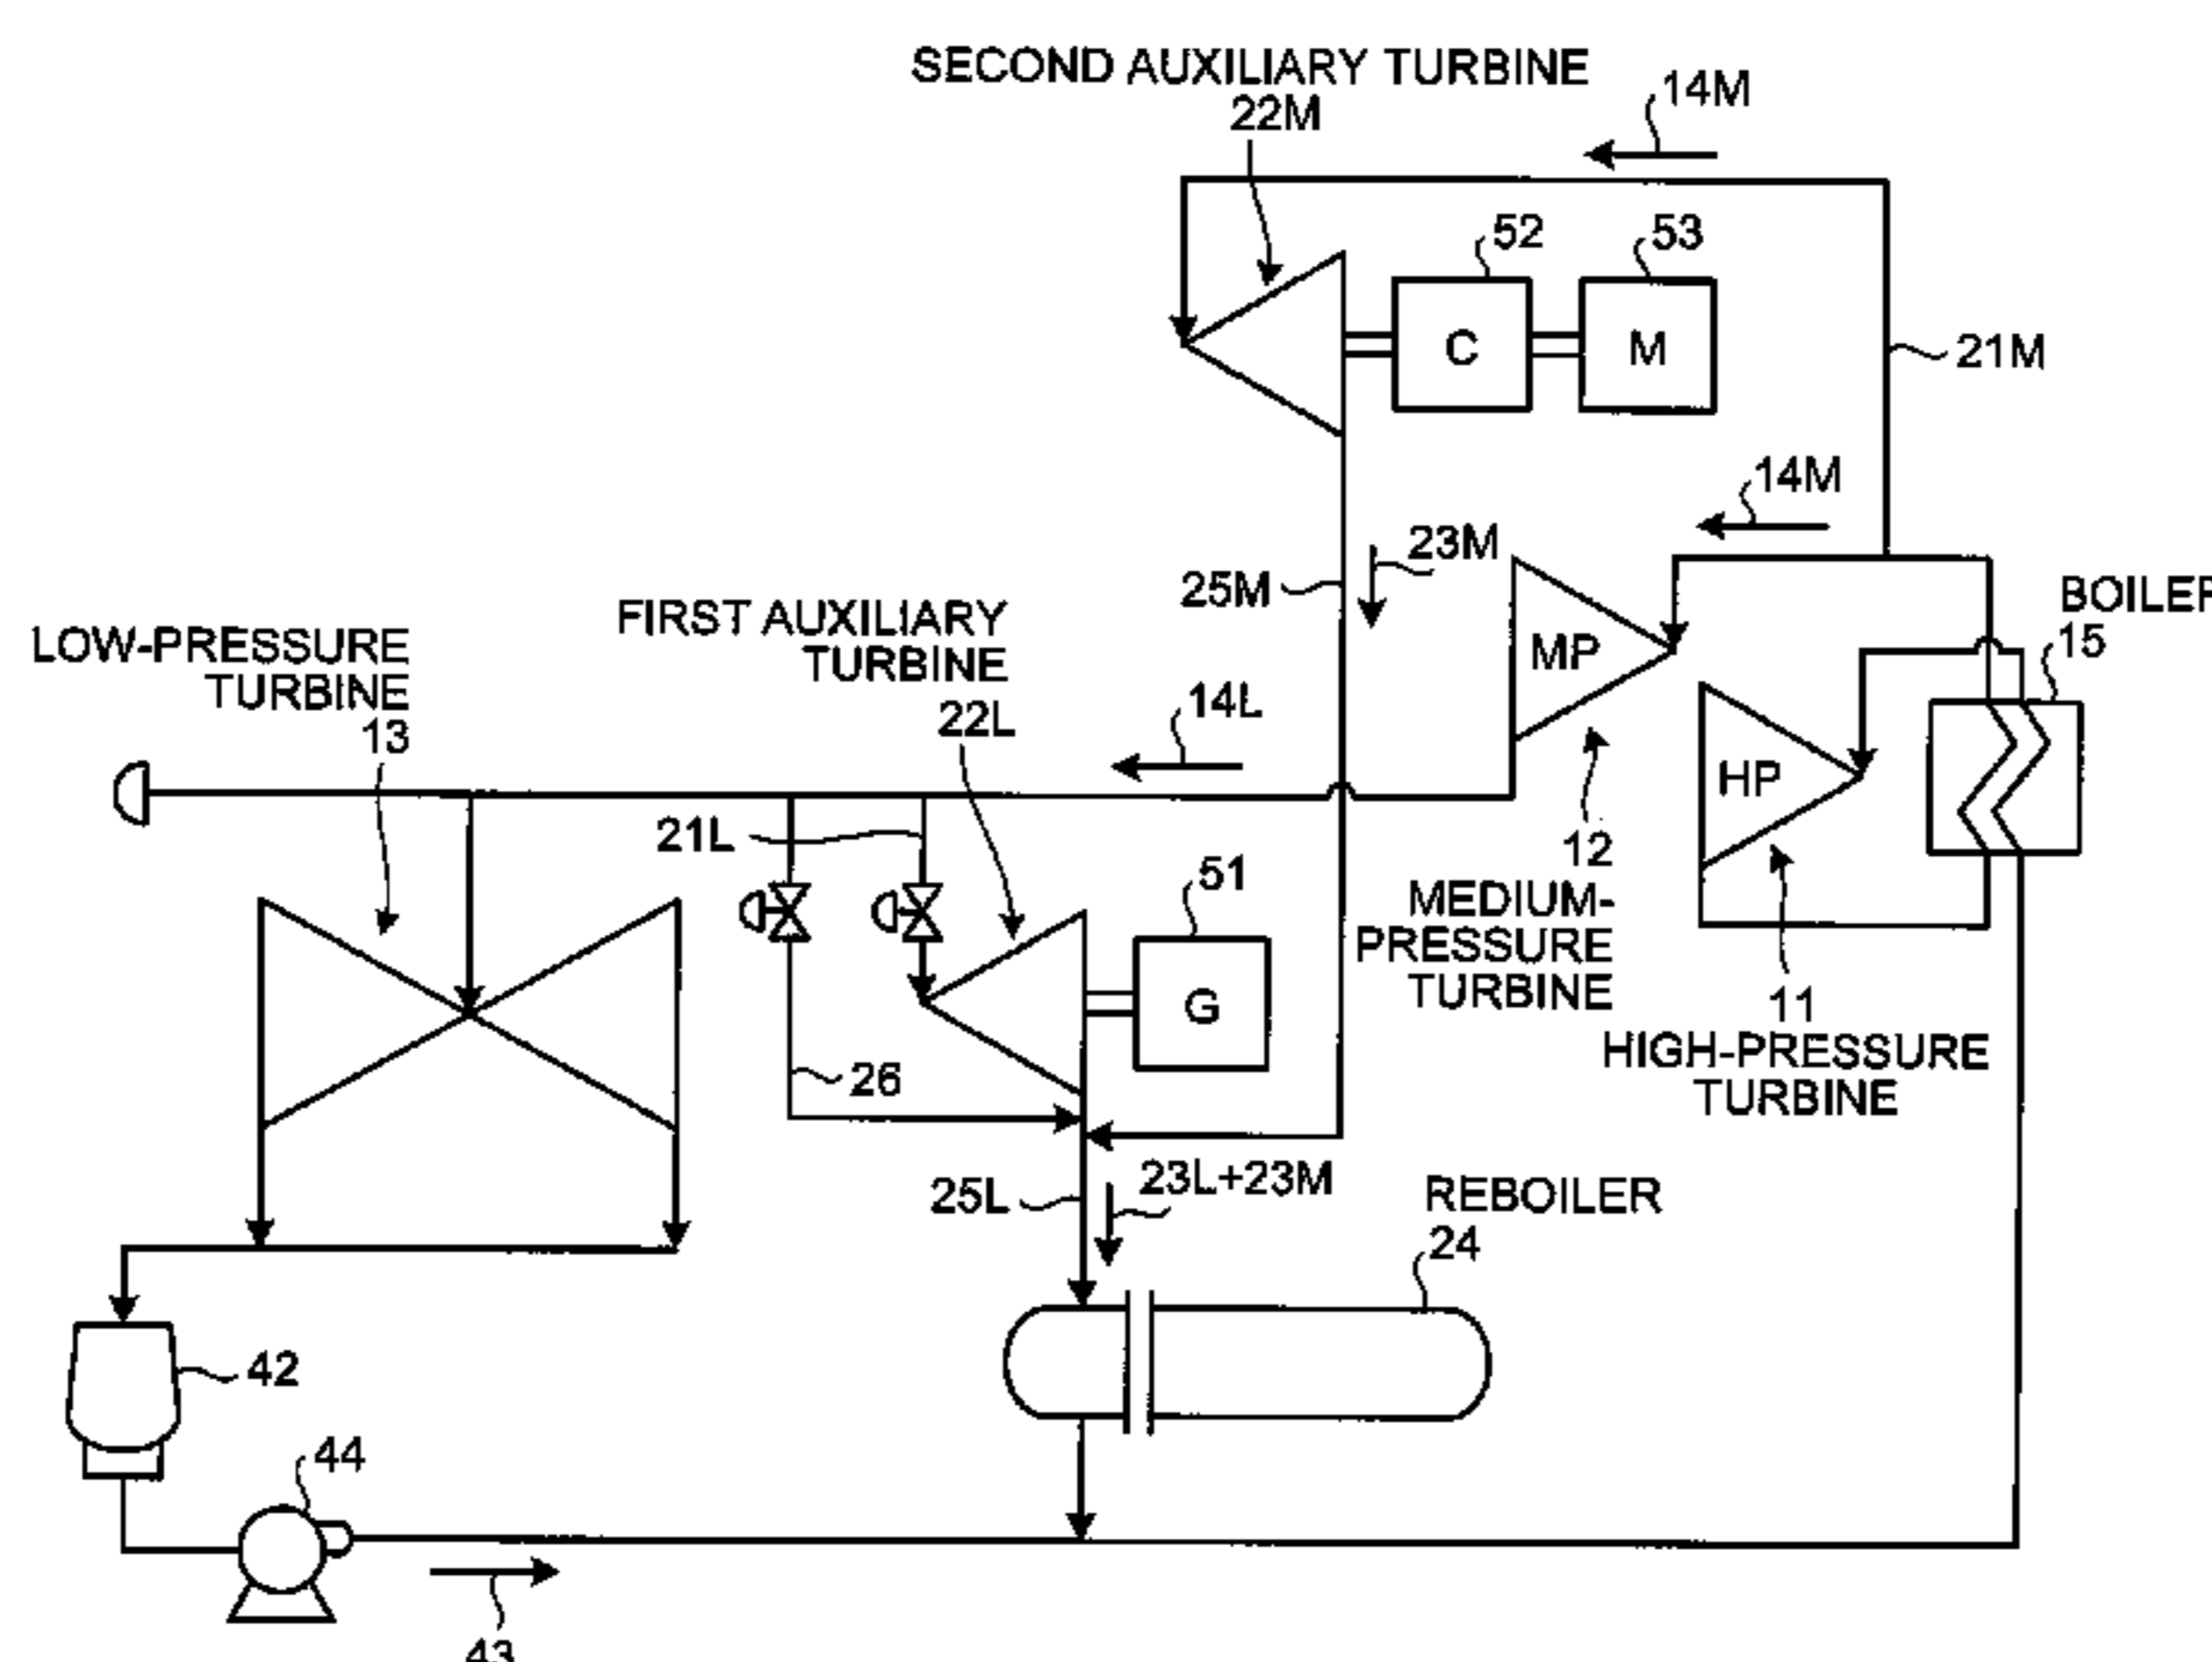 SECOND AUXILIARY TURBINE
22M
14M
52
53
C
M
21M
14M
23M
25M
BOILER
15
FIRST AUXILIARY
TURBINE
22L
LOW-PRESSURE
TURBINE
13
14L
MP
HP
21L
12
MEDIUM-
PRESSURE
TURBINE
51
G
11
HIGH-PRESSURE
TURBINE
26
25L
23L+23M
REBOILER
24
42
44
43